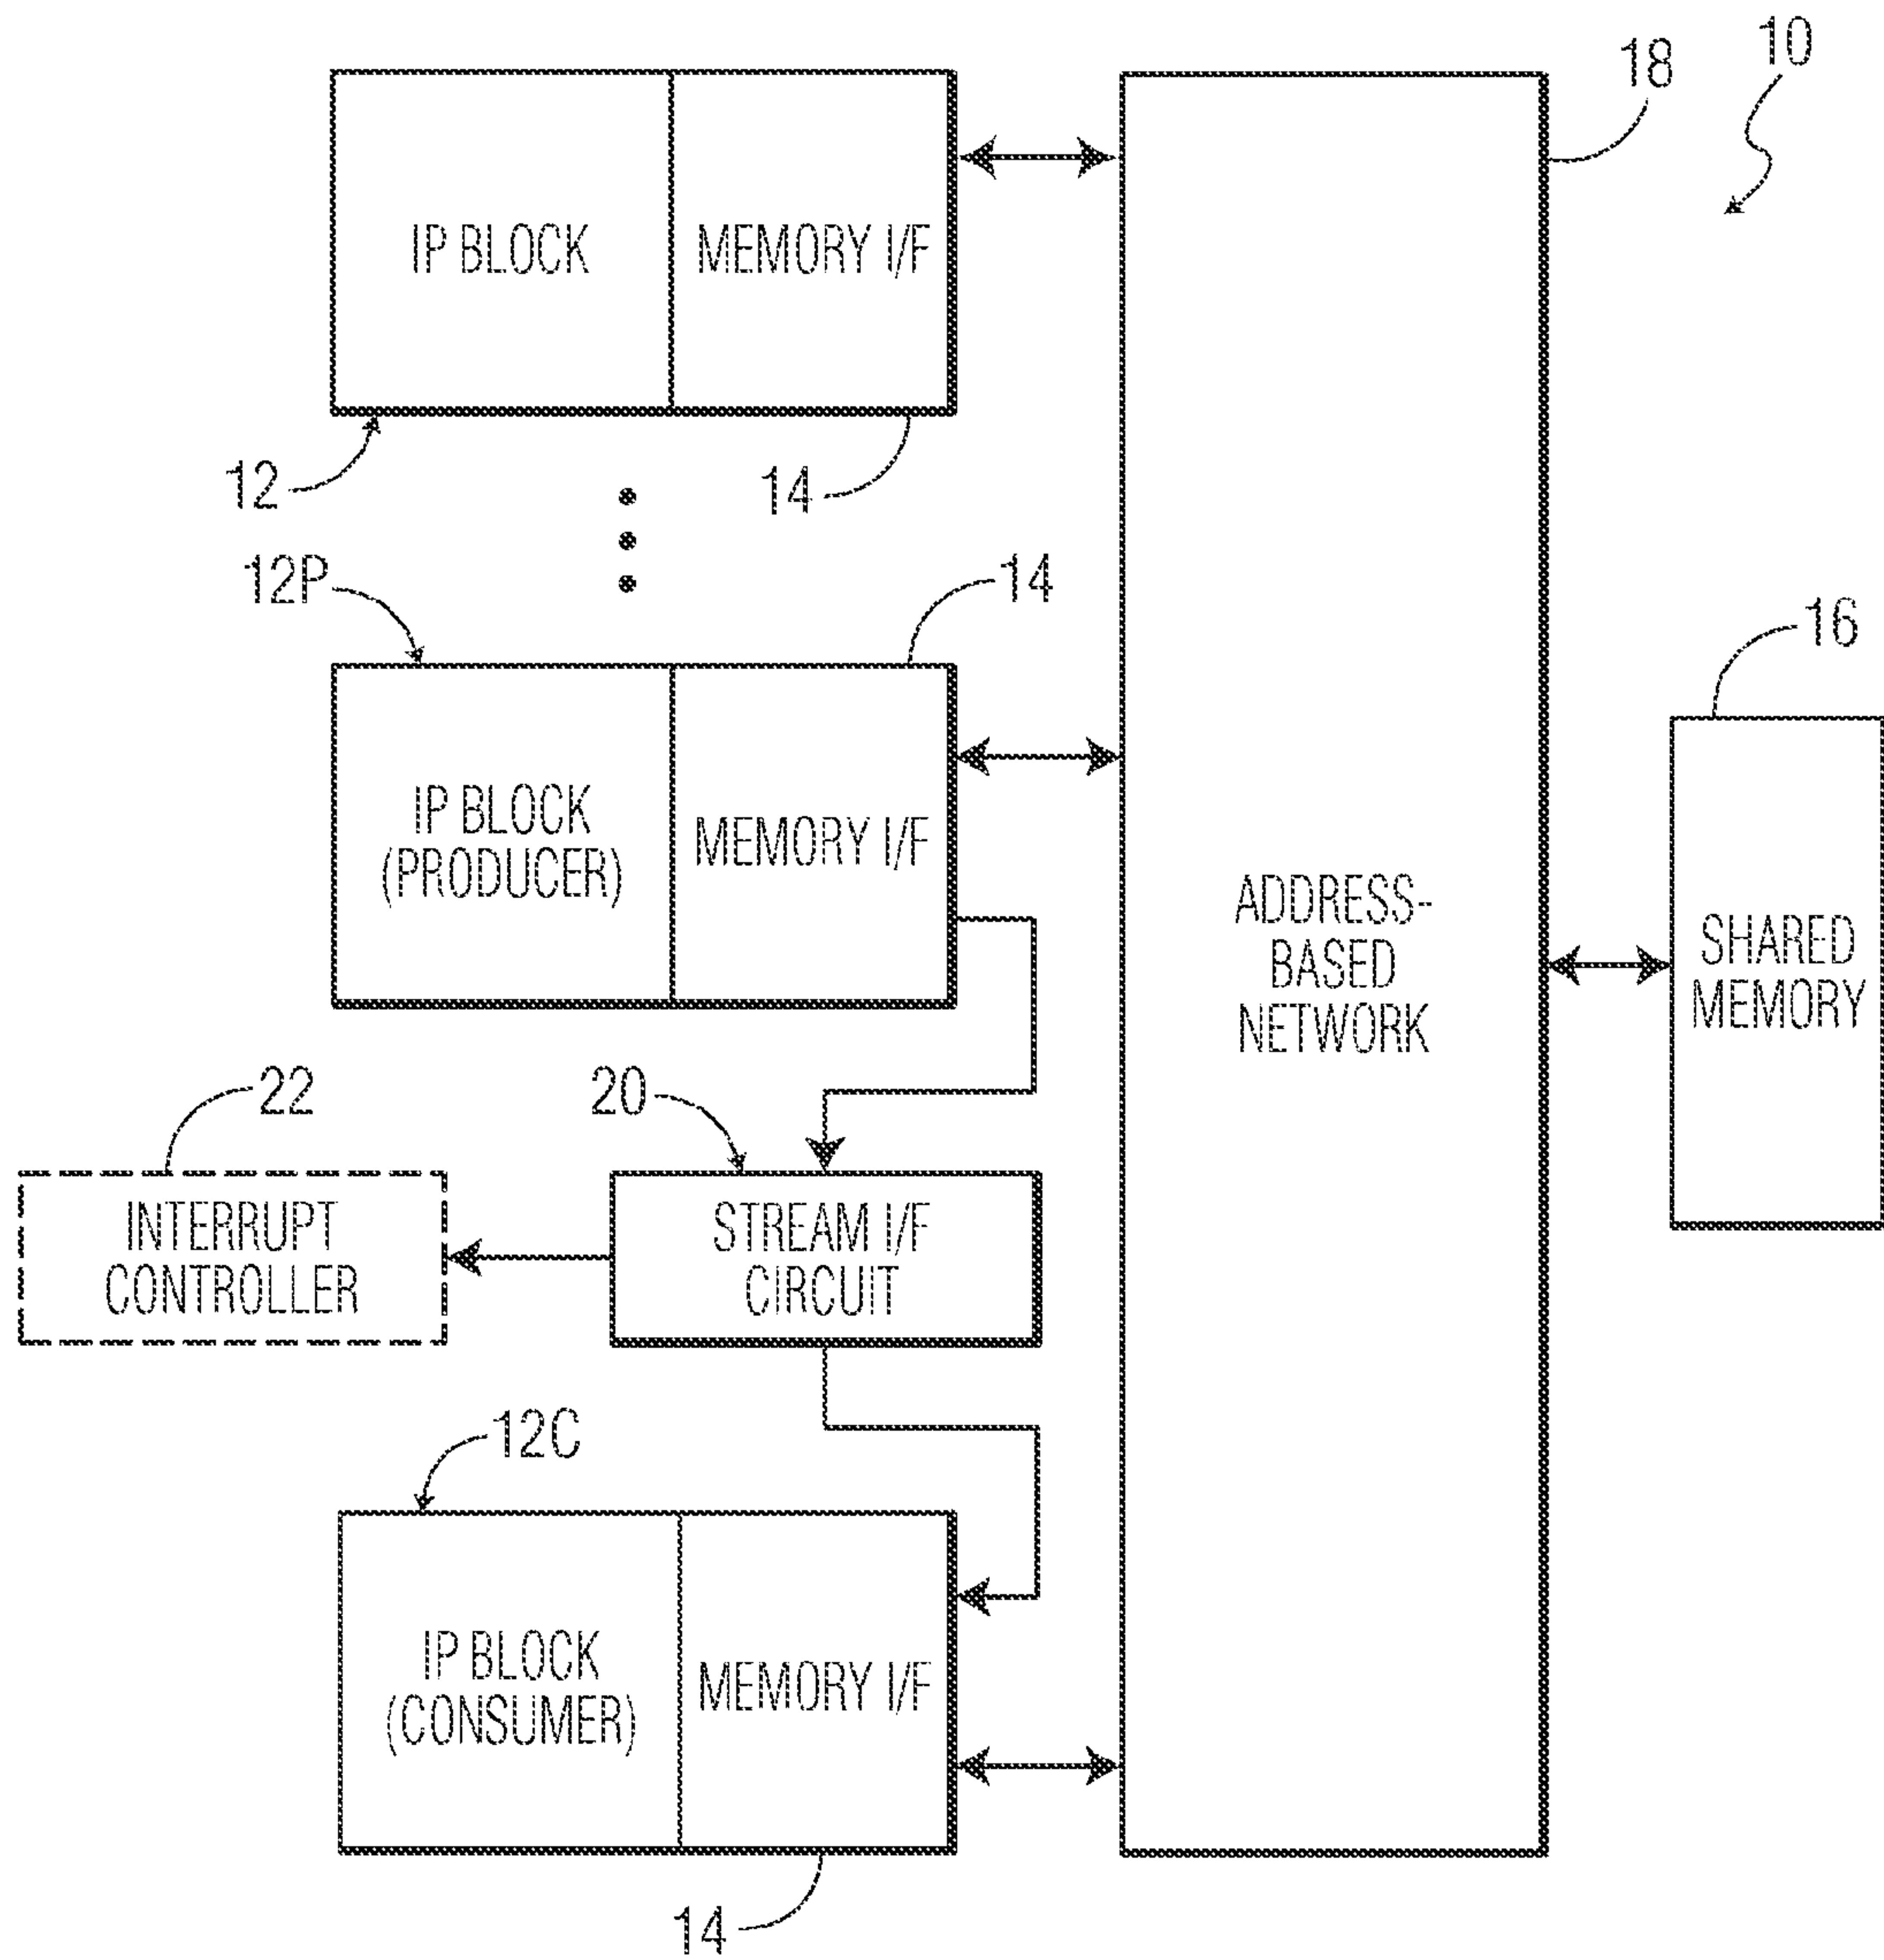 10
18
IP BLOCK
MEMORY I/F
12
14
12P
14
16
IP BLOCK
(PRODUCER)
MEMORY I/F
ADDRESS-
BASED
NETWORK
SHARED
MEMORY
22
20
INTERRUPT
CONTROLLER
STREAM I/F
CIRCUIT
12C
IP BLOCK
(CONSUMER)
MEMORY I/F
14